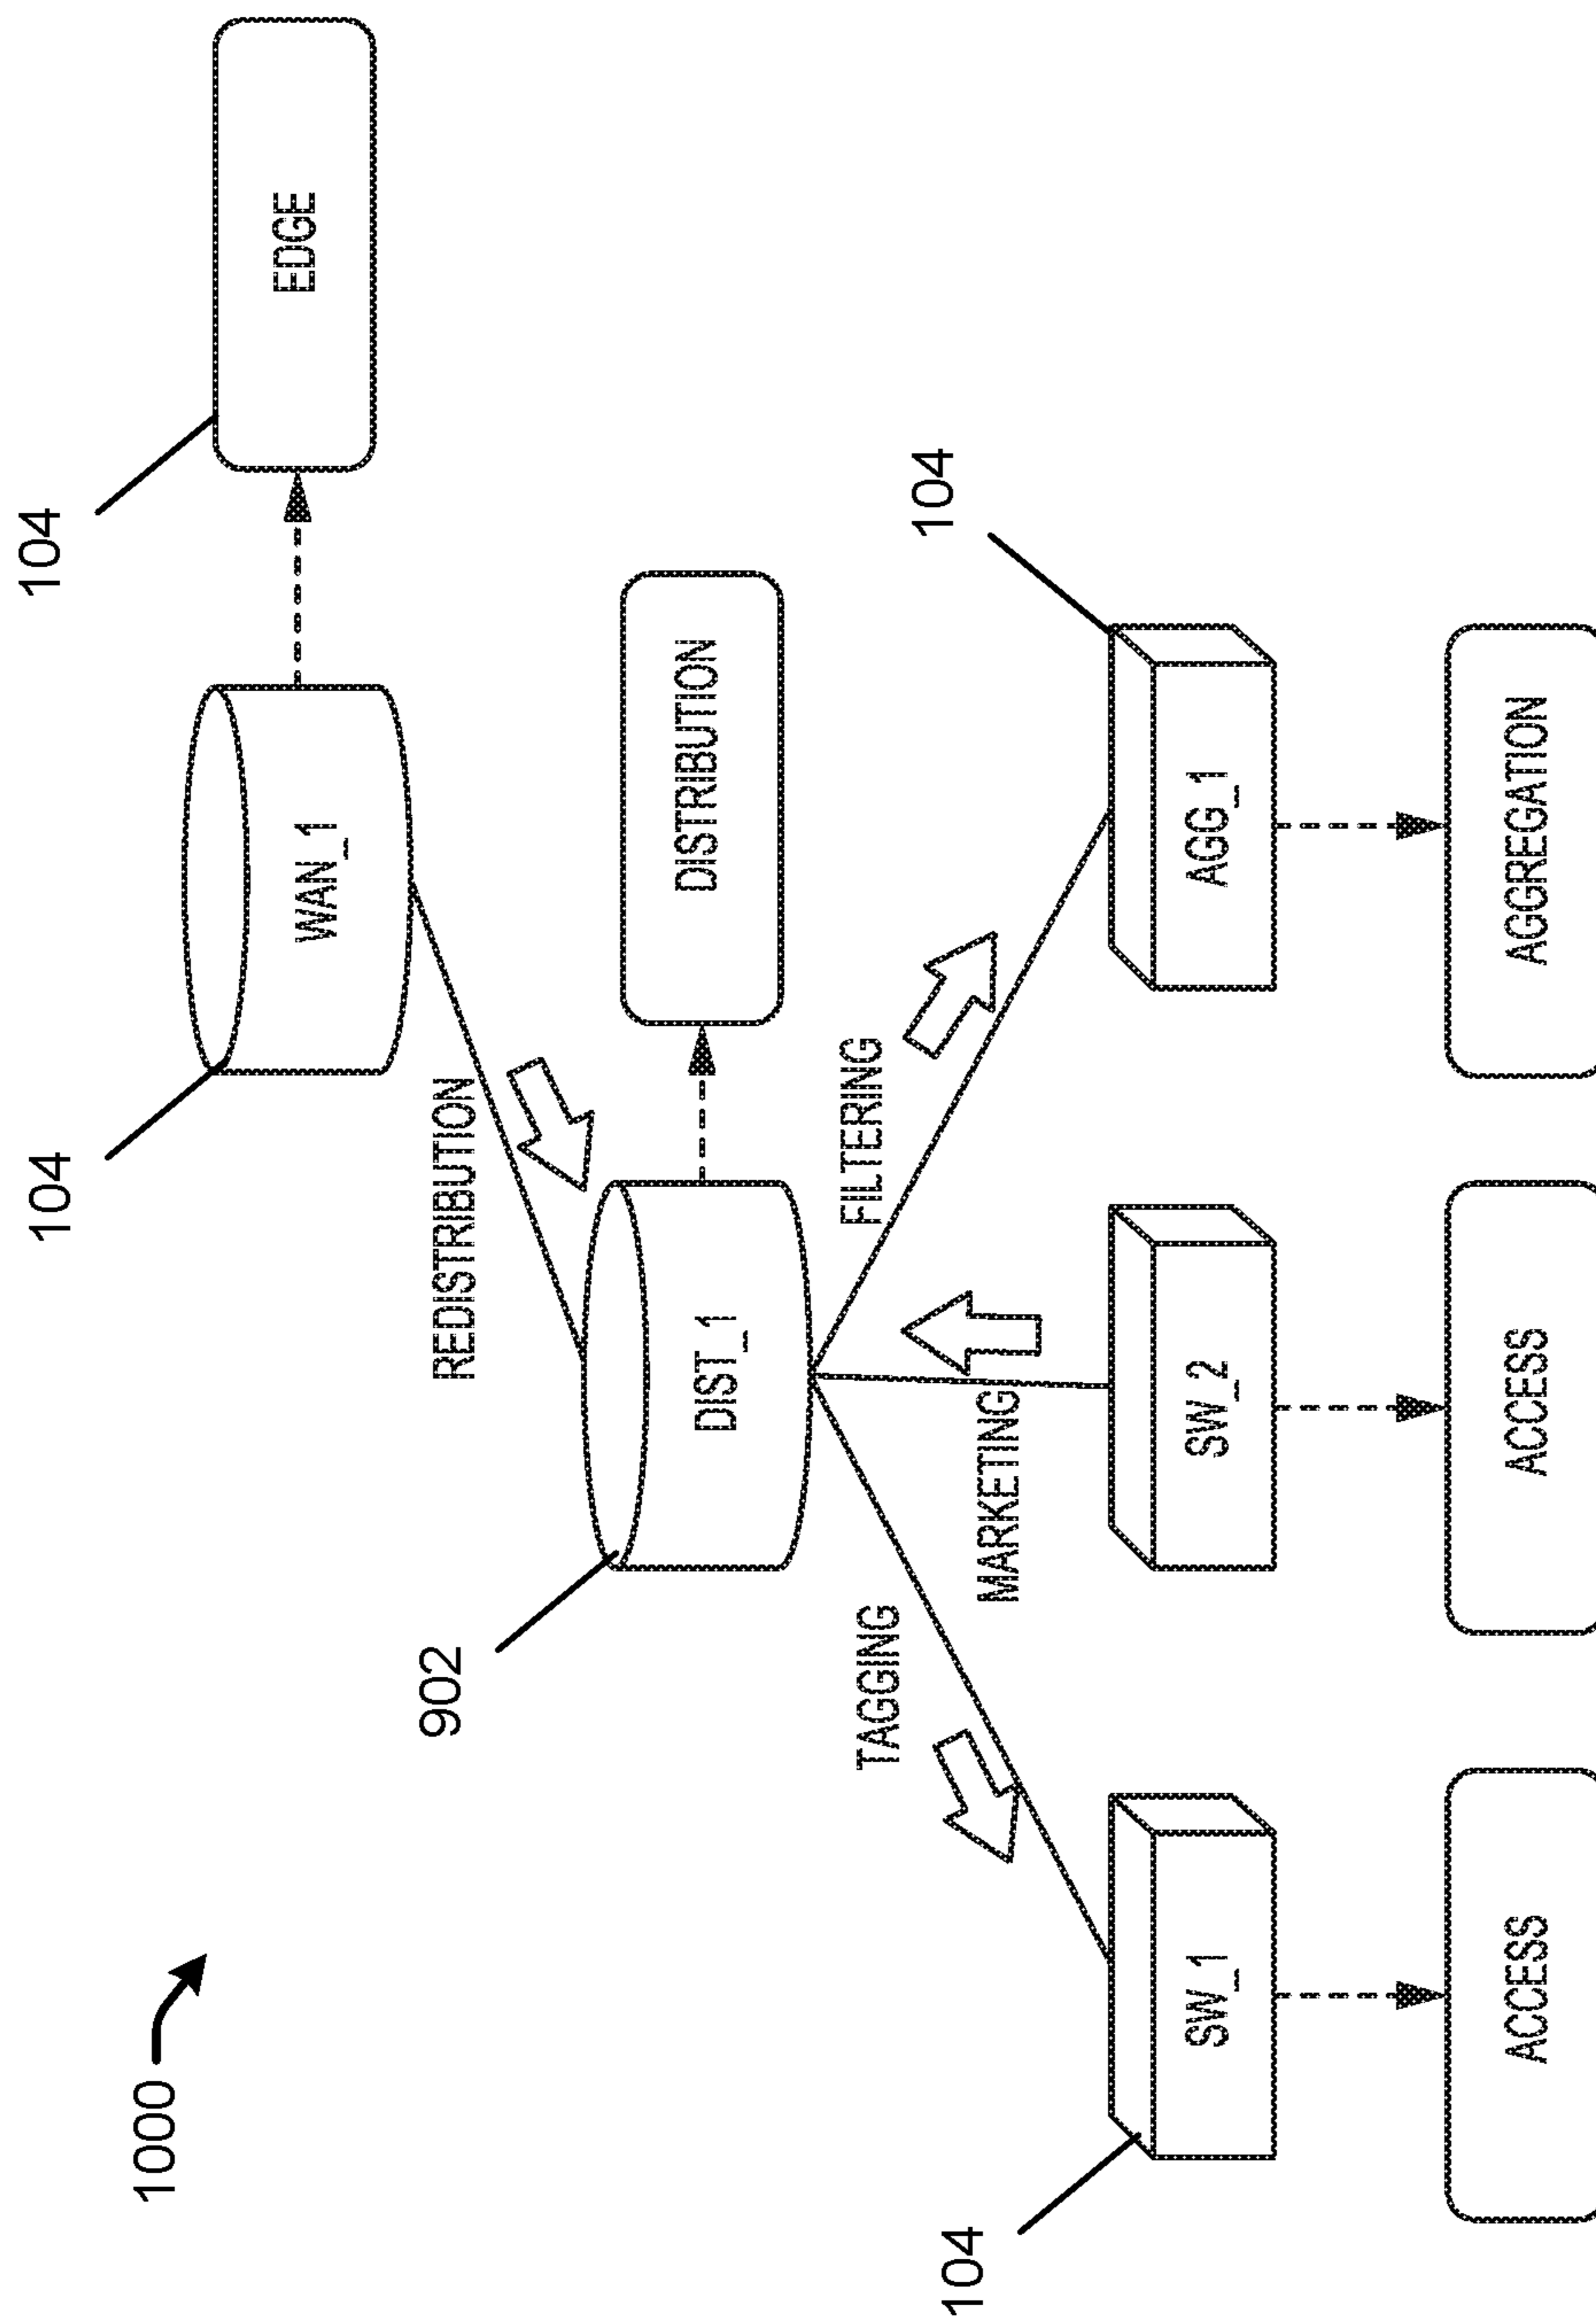 104
104
1000
WAN_1
EDGE
902
REDISTRIBUTION
DIST_1
DISTRIBUTION
TAGGING
FILTERING
104
104
MARKETING
SW_1
SW_2
AGG_1
ACCESS
ACCESS
AGGREGATION